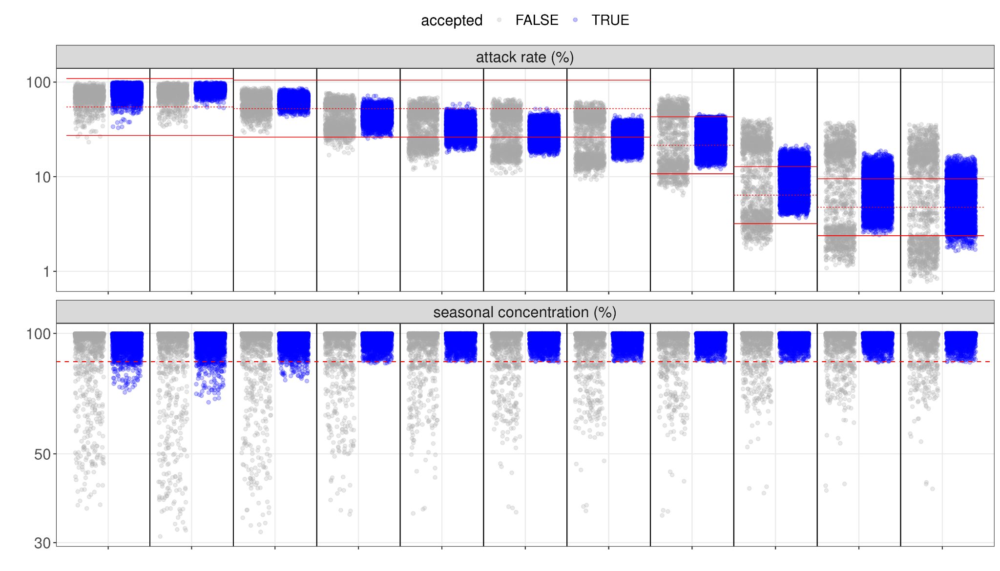 accepted FALSE TRUE
attack rate (%)
100
10
1
seasonal concentration (%)
100
50
30